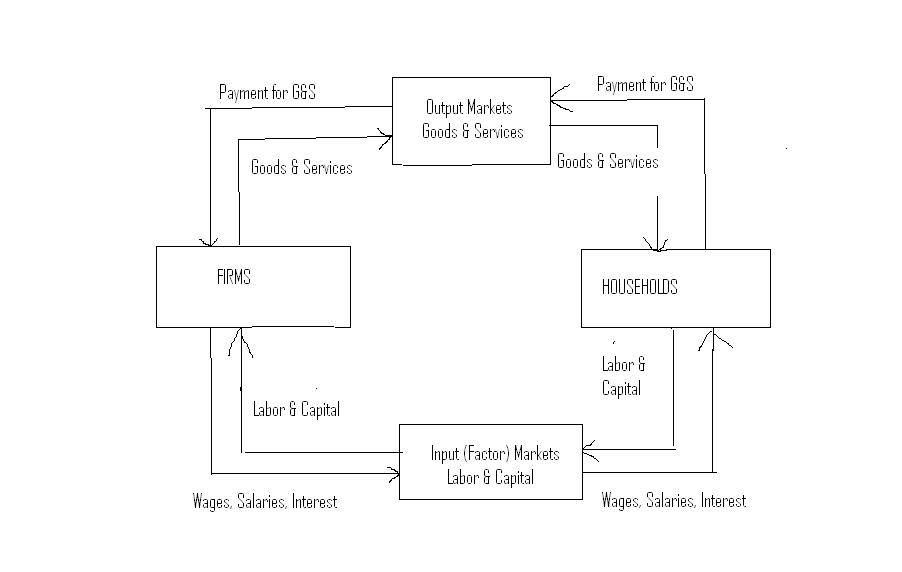 Payment for G&S
Payment for G&S
Output Markets
Goods & Services
Goods & Services
Goods & Services
FIRMS
HOUSEHOLDS
Labor &
Capital
Labor & Capital
Input (Factor) Markets
Labor & Capital
Wages, Salaries, Interest
Wages, Salaries, Interest